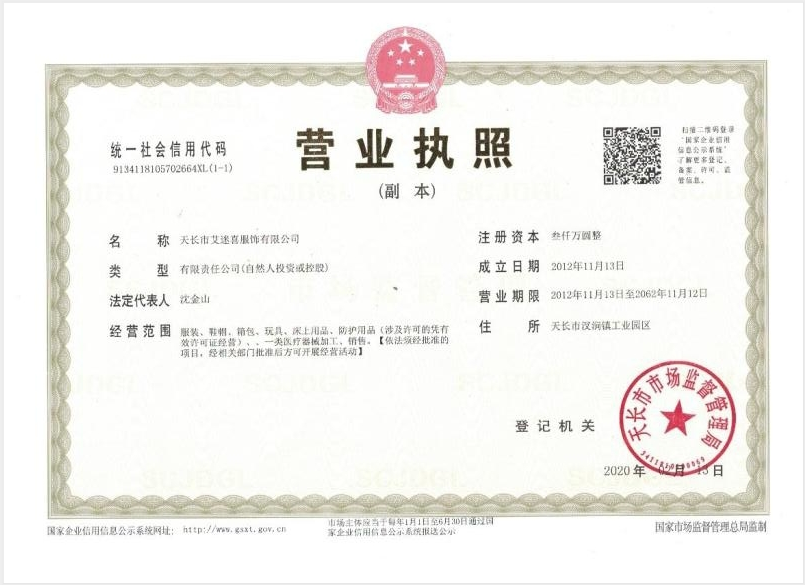 统一社会信用代码
9134118105702664XL(1-1)
营业执照
(副 本)
扫描二维码登录
“国家企业信用
信息公示系统”
了解更多登记、
备案、许可、监
管信息。
名 称 天长市艾迷喜服饰有限公司
类 型 有限责任公司(自然人投资或控股)
法定代表人 沈金山
经营范围 服装、鞋帽、箱包、玩具、床上用品、防护用品（涉及许可的凭有
效许可证经营）、、一类医疗器械加工、销售。【依法须经批准的
项目，经相关部门批准后方可开展经营活动】
注册资本 叁仟万圆整
成立日期 2012年11月13日
营业期限 2012年11月13日至2062年11月12日
住 所 天长市汊涧镇工业园区
登记机关
天长市市场监督管理局
2020年 02月 13日
国家企业信用信息公示系统网址: http://www.gsxt.gov.cn
市场主体应当于每年1月1日至6月30日通过国
家企业信用信息公示系统报送公示
国家市场监督管理总局监制